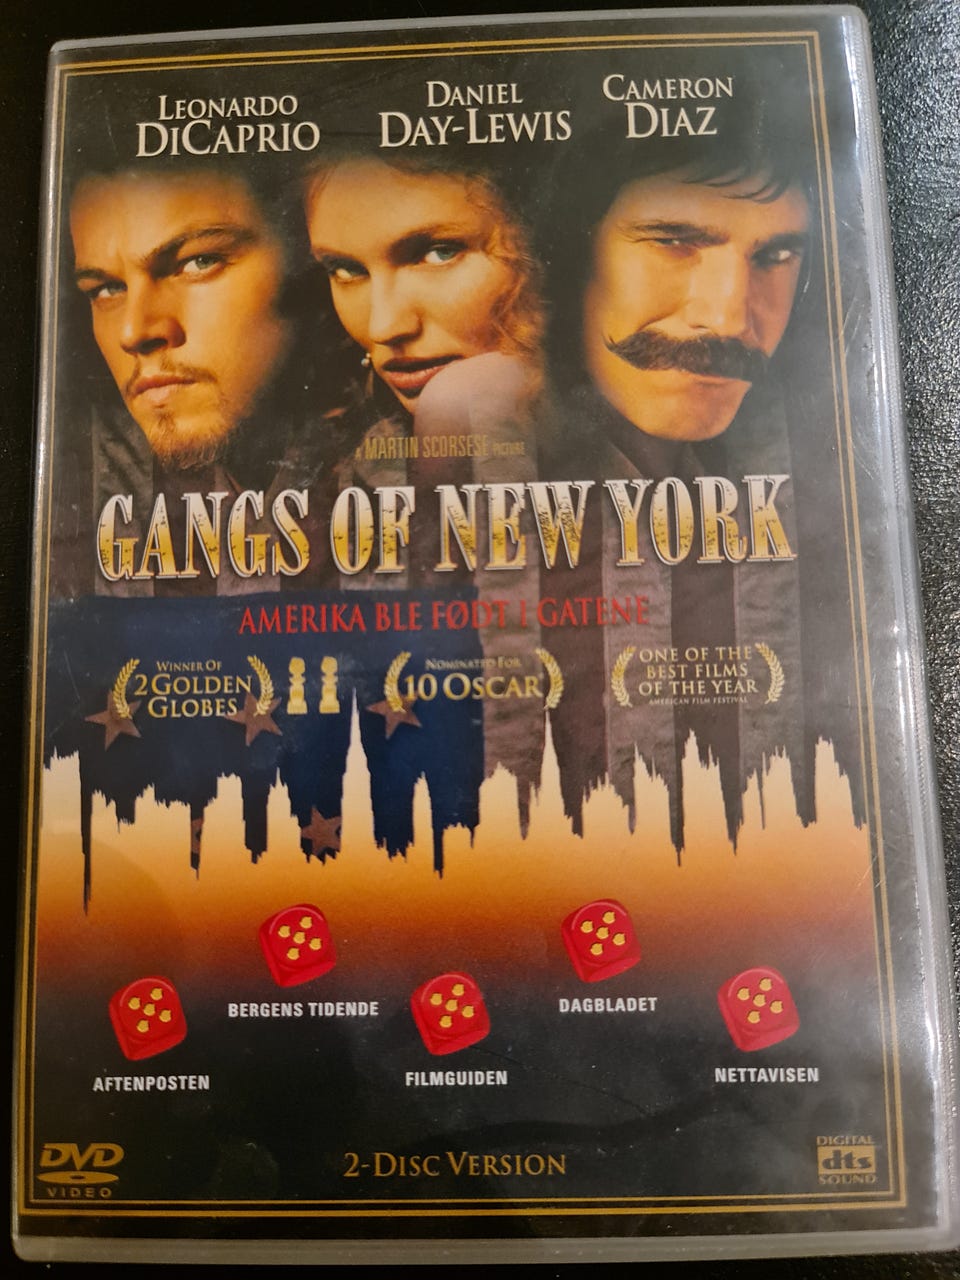 LEONARDO
DICAPRIO
DANIEL
DAY-LEWIS
CAMERON
DIAZ
A MARTIN SCORSESE PICTURE
GANGS OF NEW YORK
AMERIKA BLE FØDT I GATENE
WINNER OF
2 GOLDEN
GLOBES
NOMINATED FOR
10 OSCAR
ONE OF THE
BEST FILMS
OF THE YEAR
AMERICAN FILM FESTIVAL
BERGENS TIDENDE
DAGBLADET
AFTENPOSTEN
FILMGUIDEN
NETTAVISEN
DVD
VIDEO
2-DISC VERSION
DIGITAL
dts
SOUND